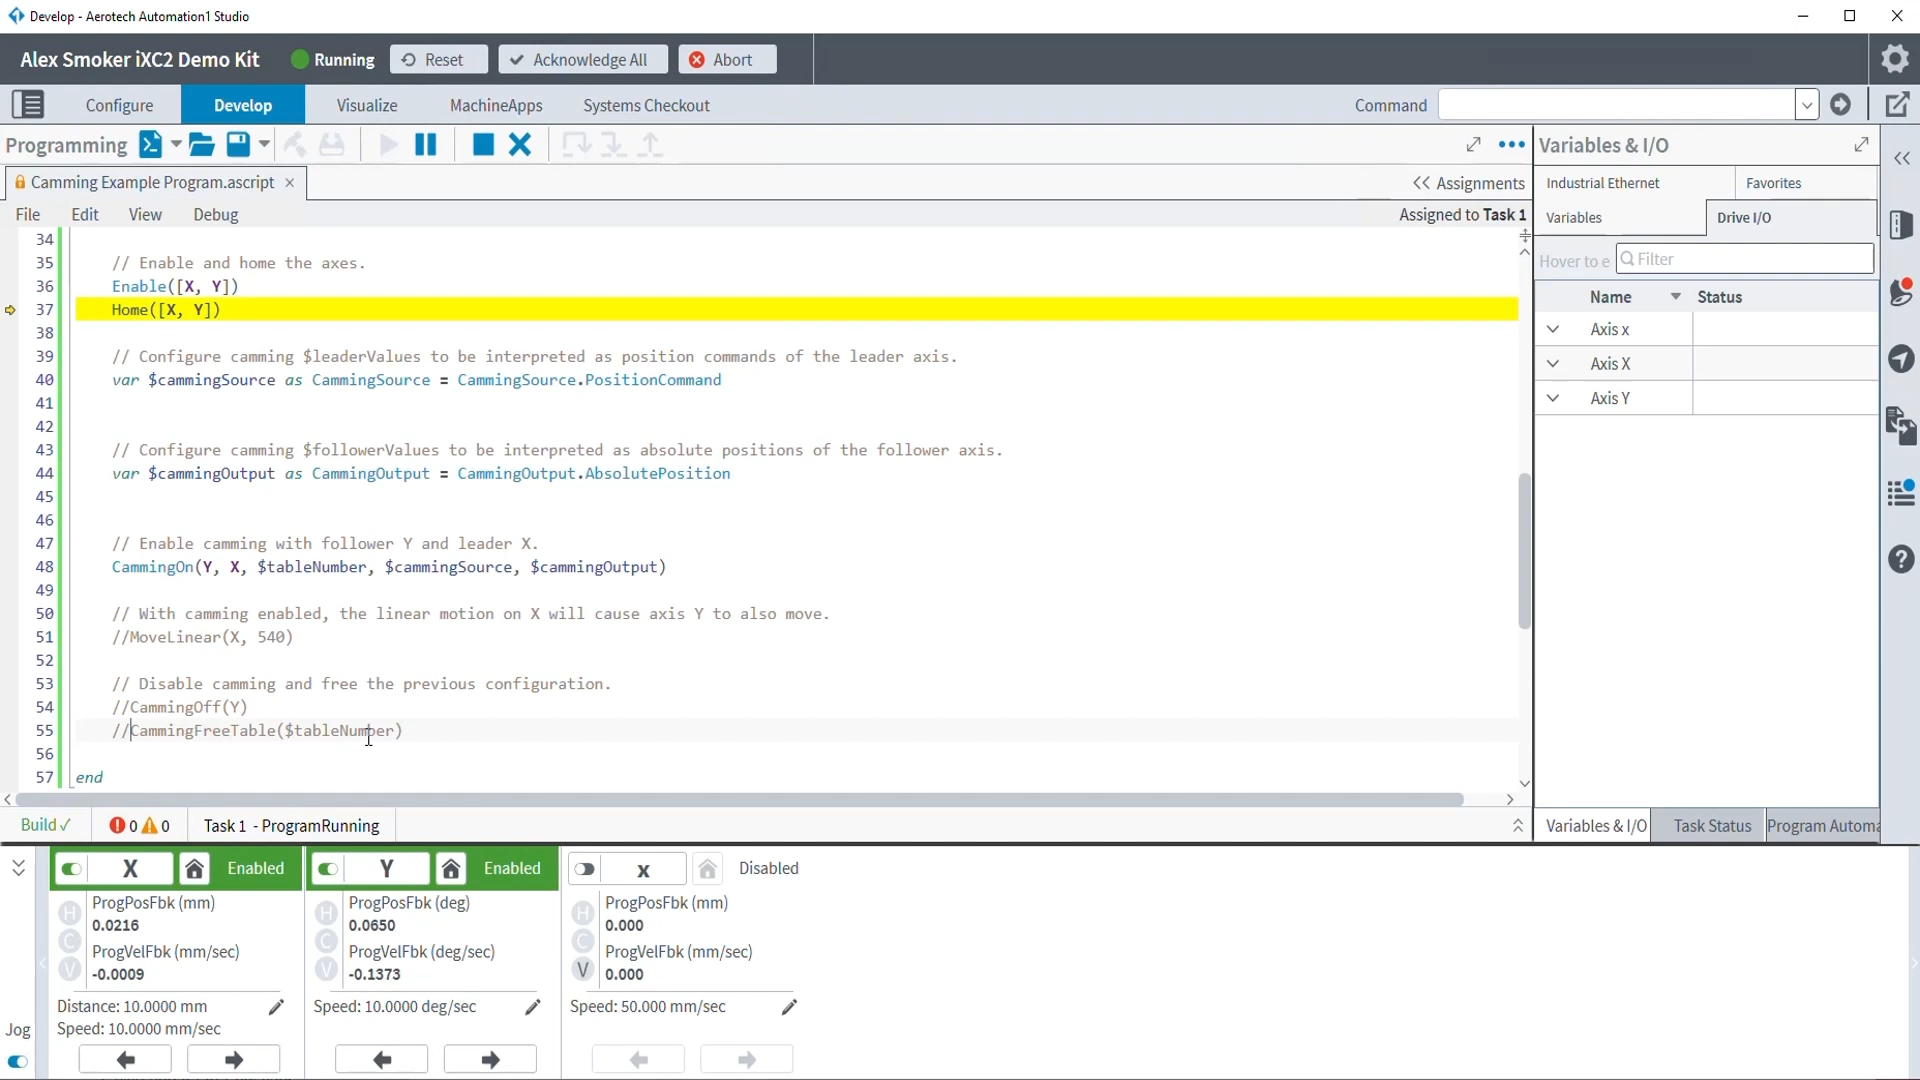 Develop - Aerotech Automation1 Studio
Alex Smoker iXC2 Demo Kit Running Reset Acknowledge All Abort
Configure Develop Visualize MachineApps Systems Checkout Command
Programming
Camming Example Program.ascript Assignments
File Edit View Debug Assigned to Task 1
34
35 // Enable and home the axes.
36 Enable([X, Y])
37 Home([X, Y])
38
39 // Configure camming $leaderValues to be interpreted as position commands of the leader axis.
40 var $cammingSource as CammingSource = CammingSource.PositionCommand
41
42
43 // Configure camming $followerValues to be interpreted as absolute positions of the follower axis.
44 var $cammingOutput as CammingOutput = CammingOutput.AbsolutePosition
45
46
47 // Enable camming with follower Y and leader X.
48 CammingOn(Y, X, $tableNumber, $cammingSource, $cammingOutput)
49
50 // With camming enabled, the linear motion on X will cause axis Y to also move.
51 //MoveLinear(X, 540)
52
53 // Disable camming and free the previous configuration.
54 //CammingOff(Y)
55 //CammingFreeTable($tableNumber)
56
57 end
Build 0 0 Task 1 - ProgramRunning
Variables & I/O
Industrial Ethernet Favorites
Variables Drive I/O
Hover to e Filter
Name Status
Axis x
Axis X
Axis Y
Variables & I/O Task Status Program Automa
X Enabled
ProgPosFbk (mm)
H
0.0216
C
ProgVelFbk (mm/sec)
V
-0.0009
Distance: 10.0000 mm
Speed: 10.0000 mm/sec
Y Enabled
ProgPosFbk (deg)
H
0.0650
C
ProgVelFbk (deg/sec)
V
-0.1373
Speed: 10.0000 deg/sec
x Disabled
ProgPosFbk (mm)
H
0.000
C
ProgVelFbk (mm/sec)
V
0.000
Speed: 50.000 mm/sec
Jog